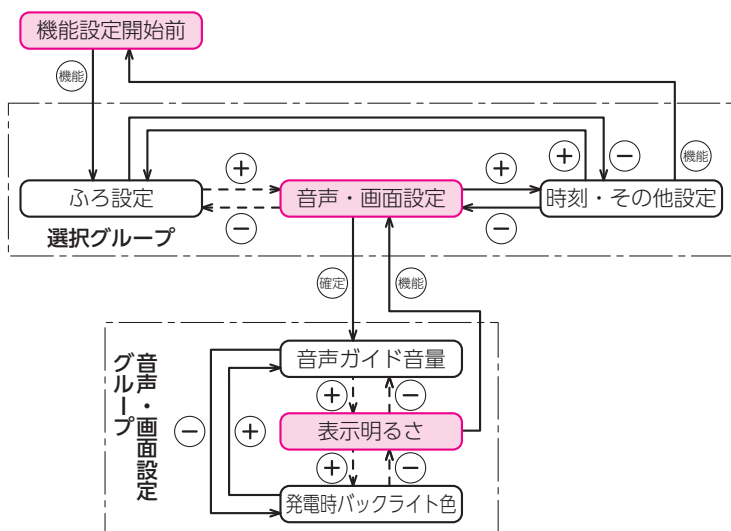 機能設定開始前
機能
＋
－
機能
＋
＋
ふろ設定
音声・画面設定
時刻・その他設定
－
－
選択グループ
確定
機能
音声・画面設定
グループ
音声ガイド音量
＋
－
－
＋
表示明るさ
＋
－
発電時バックライト色